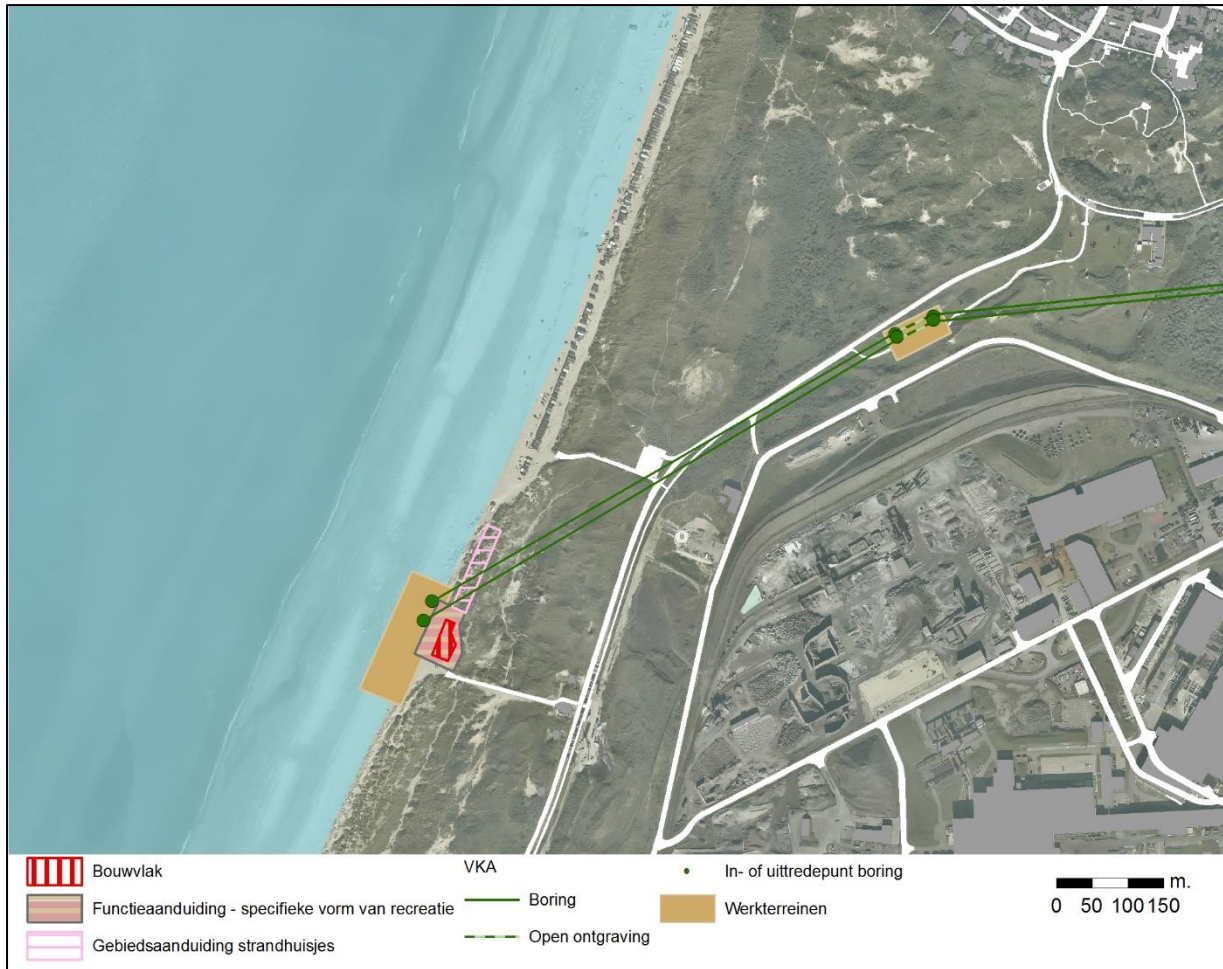 Bouwvlak
Functieaanduiding - specifieke vorm van recreatie
Gebiedsaanduiding strandhuisjes
VKA
Boring
Open ontgraving
In- of uittredepunt boring
Werkterreinen
m.
0 50 100 150